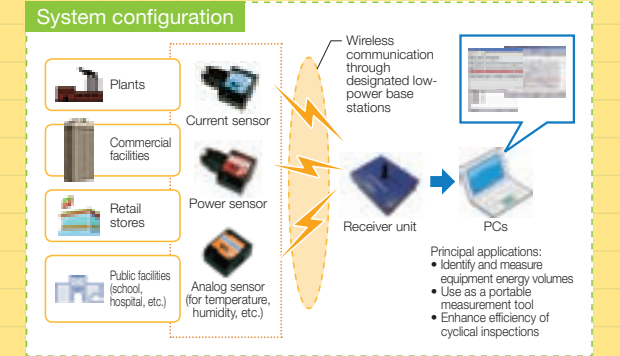 System configuration
Plants
Commercial
facilities
Retail
stores
Public facilities
(school,
hospital, etc.)
Current sensor
Power sensor
Analog sensor
(for temperature,
humidity, etc.)
Wireless
communication
through
designated low-
power base
stations
Receiver unit
PCs
Principal applications:
• Identify and measure
equipment energy volumes
• Use as a portable
measurement tool
• Enhance efficiency of
cyclical inspections